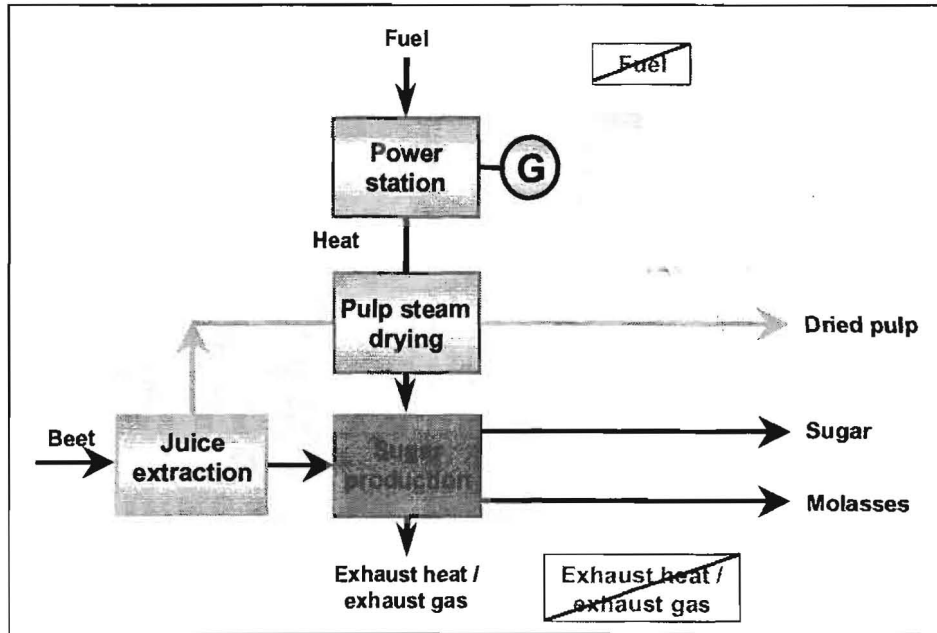 Fuel
Fuel
Power
station
G
Heat
Pulp steam
drying
Dried pulp
Beet
Juice
extraction
Sugar
production
Sugar
Molasses
Exhaust heat /
exhaust gas
Exhaust heat /
exhaust gas